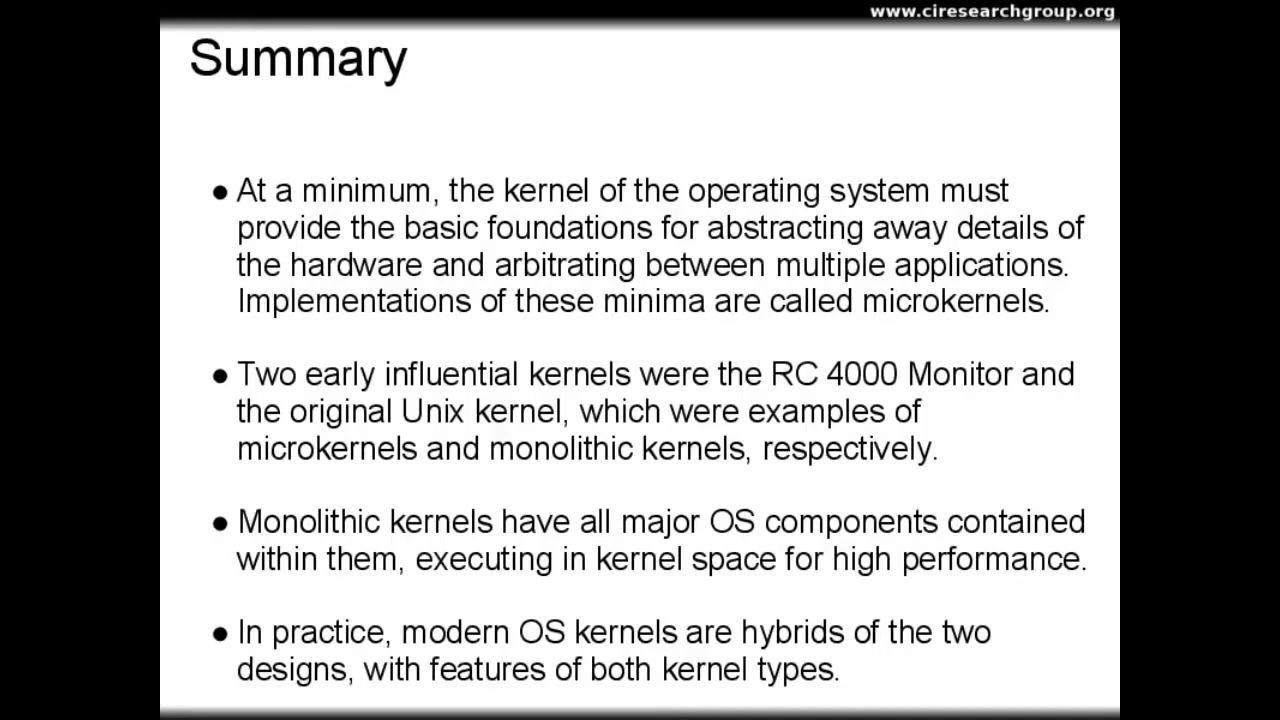 www.ciresearchgroup.org
Summary
● At a minimum, the kernel of the operating system must
provide the basic foundations for abstracting away details of
the hardware and arbitrating between multiple applications.
Implementations of these minima are called microkernels.
● Two early influential kernels were the RC 4000 Monitor and
the original Unix kernel, which were examples of
microkernels and monolithic kernels, respectively.
● Monolithic kernels have all major OS components contained
within them, executing in kernel space for high performance.
● In practice, modern OS kernels are hybrids of the two
designs, with features of both kernel types.